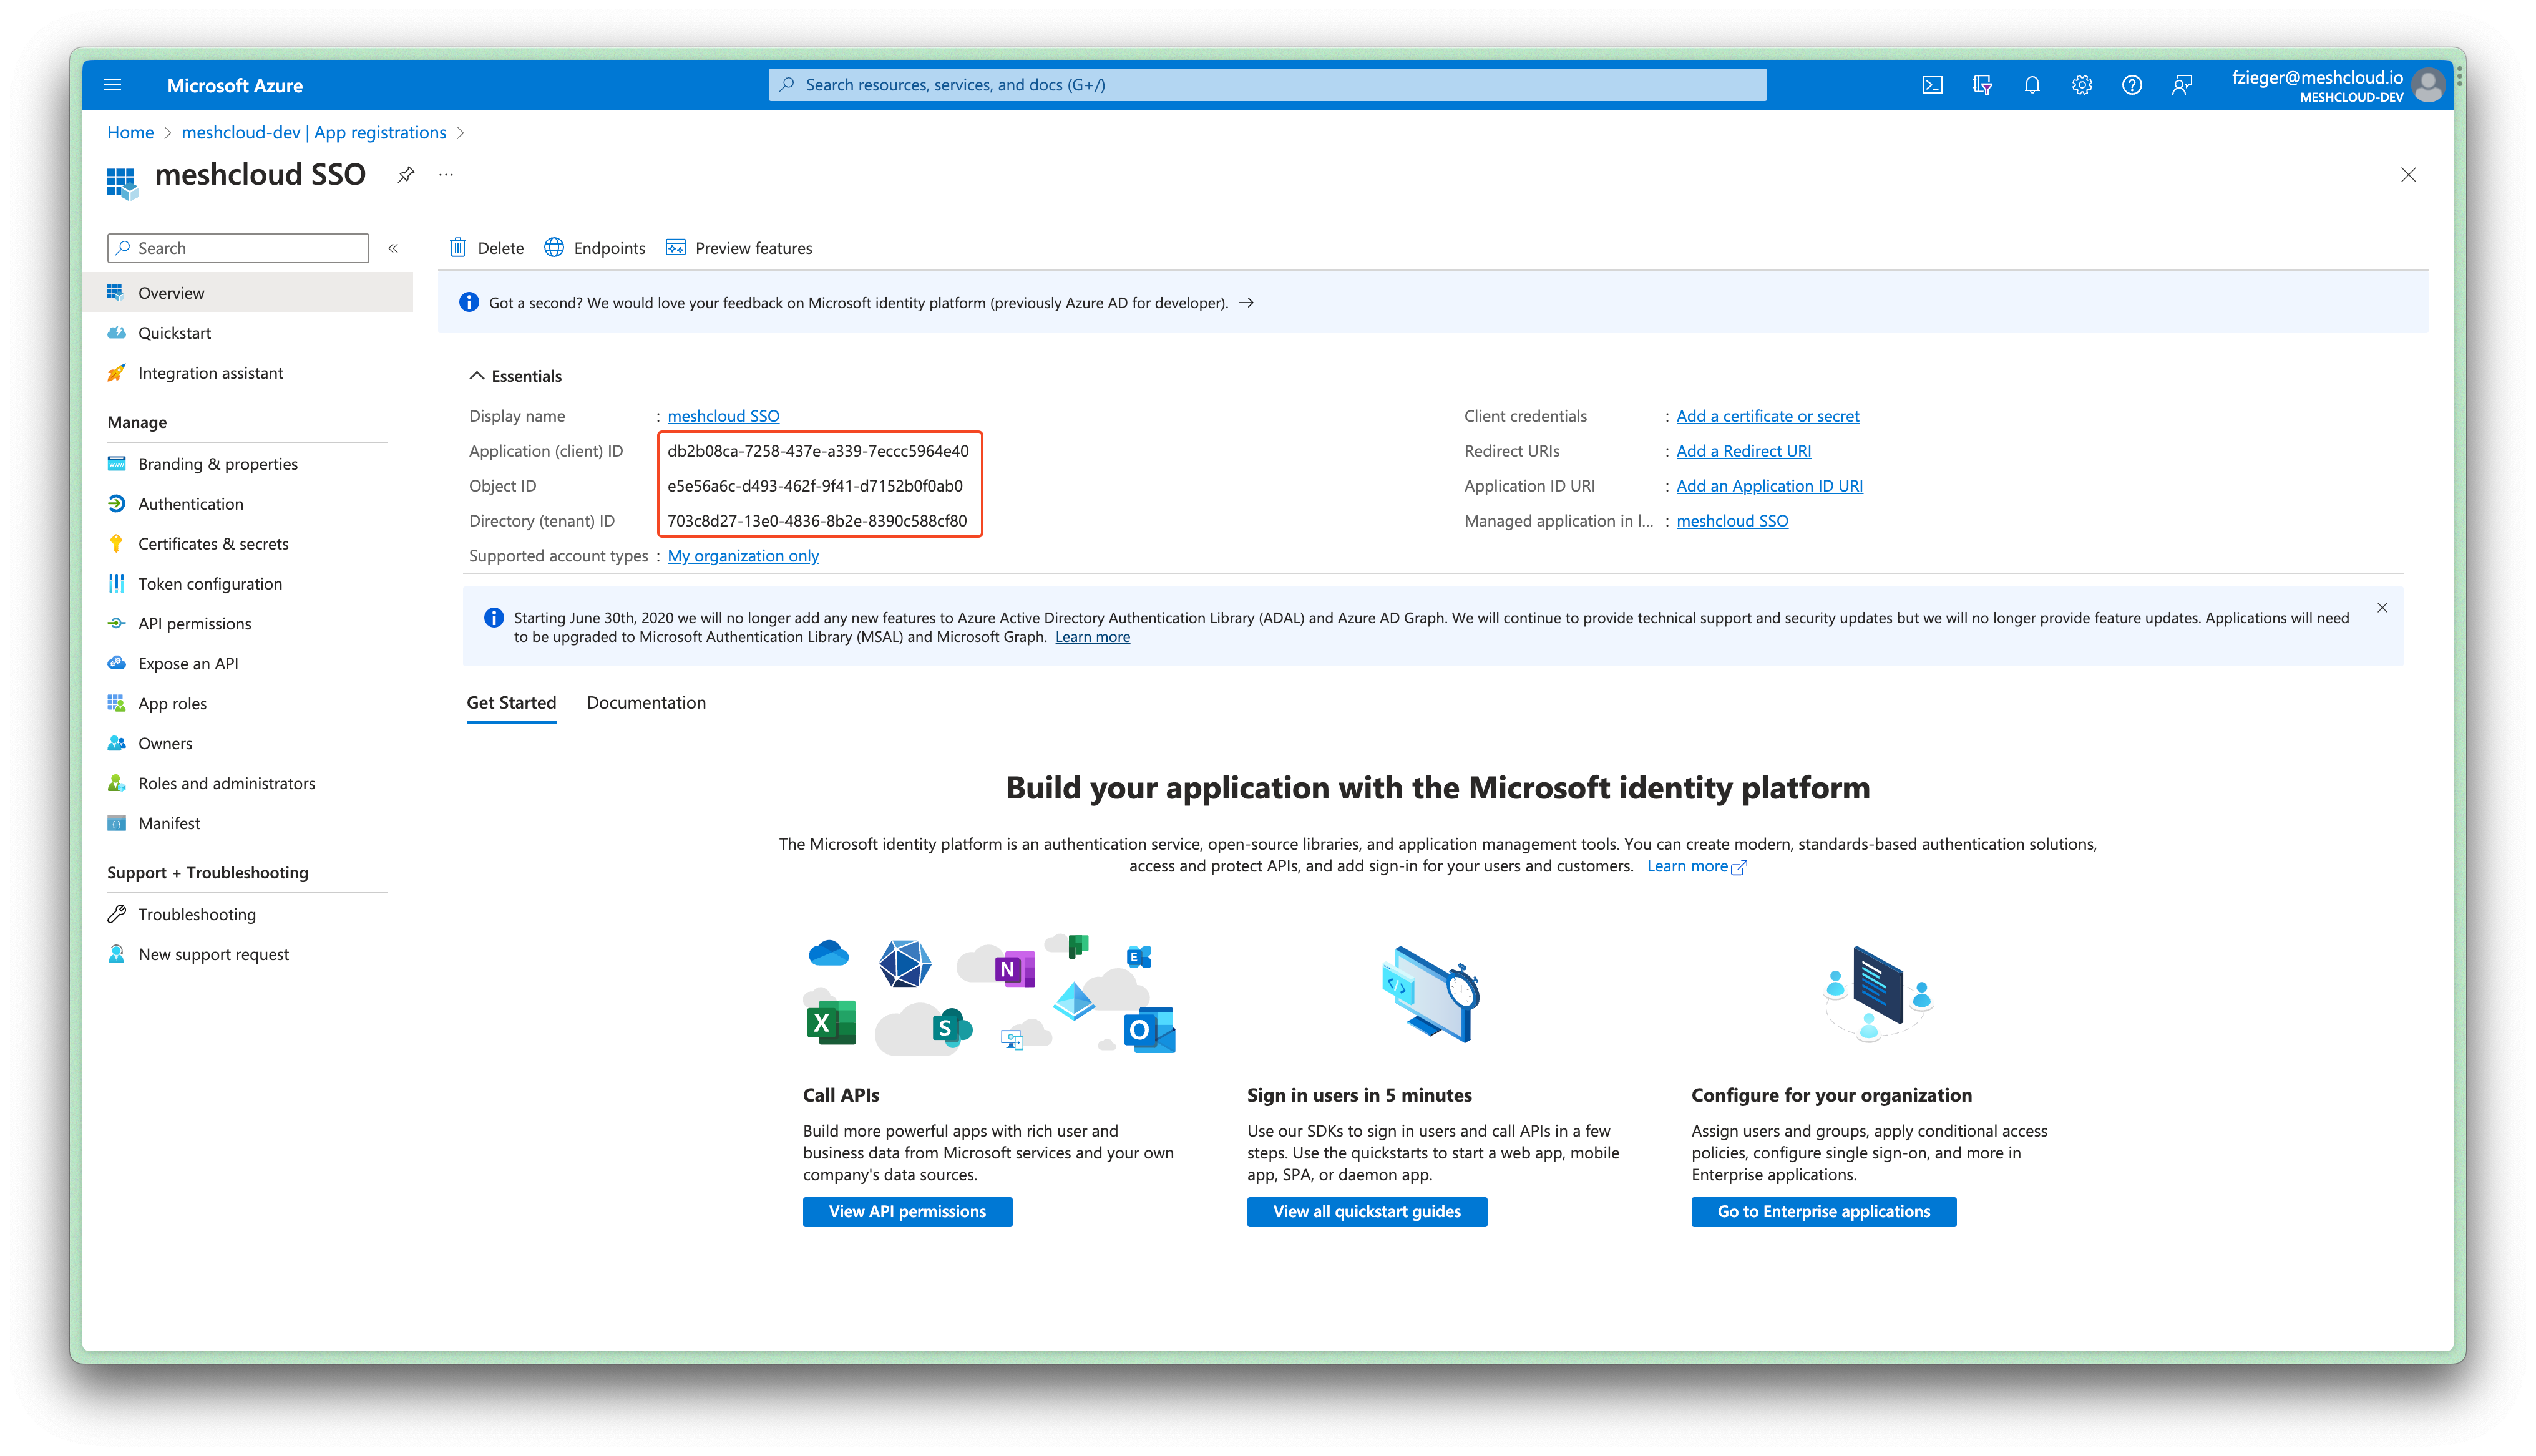 Microsoft Azure
Search resources, services, and docs (G+/)
fzieger@meshcloud.io
MESHCLOUD-DEV
Home > meshcloud-dev | App registrations >
meshcloud SSO
Search
Delete
Endpoints
Preview features
Overview
Quickstart
Integration assistant
Manage
Branding & properties
Authentication
Certificates & secrets
Token configuration
API permissions
Expose an API
App roles
Owners
Roles and administrators
Manifest
Support + Troubleshooting
Troubleshooting
New support request
Got a second? We would love your feedback on Microsoft identity platform (previously Azure AD for developer). →
Essentials
Display name : meshcloud SSO
Application (client) ID db2b08ca-7258-437e-a339-7eccc5964e40
Object ID e5e56a6c-d493-462f-9f41-d7152b0f0ab0
Directory (tenant) ID 703c8d27-13e0-4836-8b2e-8390c588cf80
Supported account types : My organization only
Client credentials : Add a certificate or secret
Redirect URIs : Add a Redirect URI
Application ID URI : Add an Application ID URI
Managed application in l... : meshcloud SSO
Starting June 30th, 2020 we will no longer add any new features to Azure Active Directory Authentication Library (ADAL) and Azure AD Graph. We will continue to provide technical support and security updates but we will no longer provide feature updates. Applications will need
to be upgraded to Microsoft Authentication Library (MSAL) and Microsoft Graph. Learn more
Get Started
Documentation
Build your application with the Microsoft identity platform
The Microsoft identity platform is an authentication service, open-source libraries, and application management tools. You can create modern, standards-based authentication solutions,
access and protect APIs, and add sign-in for your users and customers. Learn more
N
E
X
S
O
Call APIs
Build more powerful apps with rich user and
business data from Microsoft services and your own
company's data sources.
View API permissions
Sign in users in 5 minutes
Use our SDKs to sign in users and call APIs in a few
steps. Use the quickstarts to start a web app, mobile
app, SPA, or daemon app.
View all quickstart guides
Configure for your organization
Assign users and groups, apply conditional access
policies, configure single sign-on, and more in
Enterprise applications.
Go to Enterprise applications